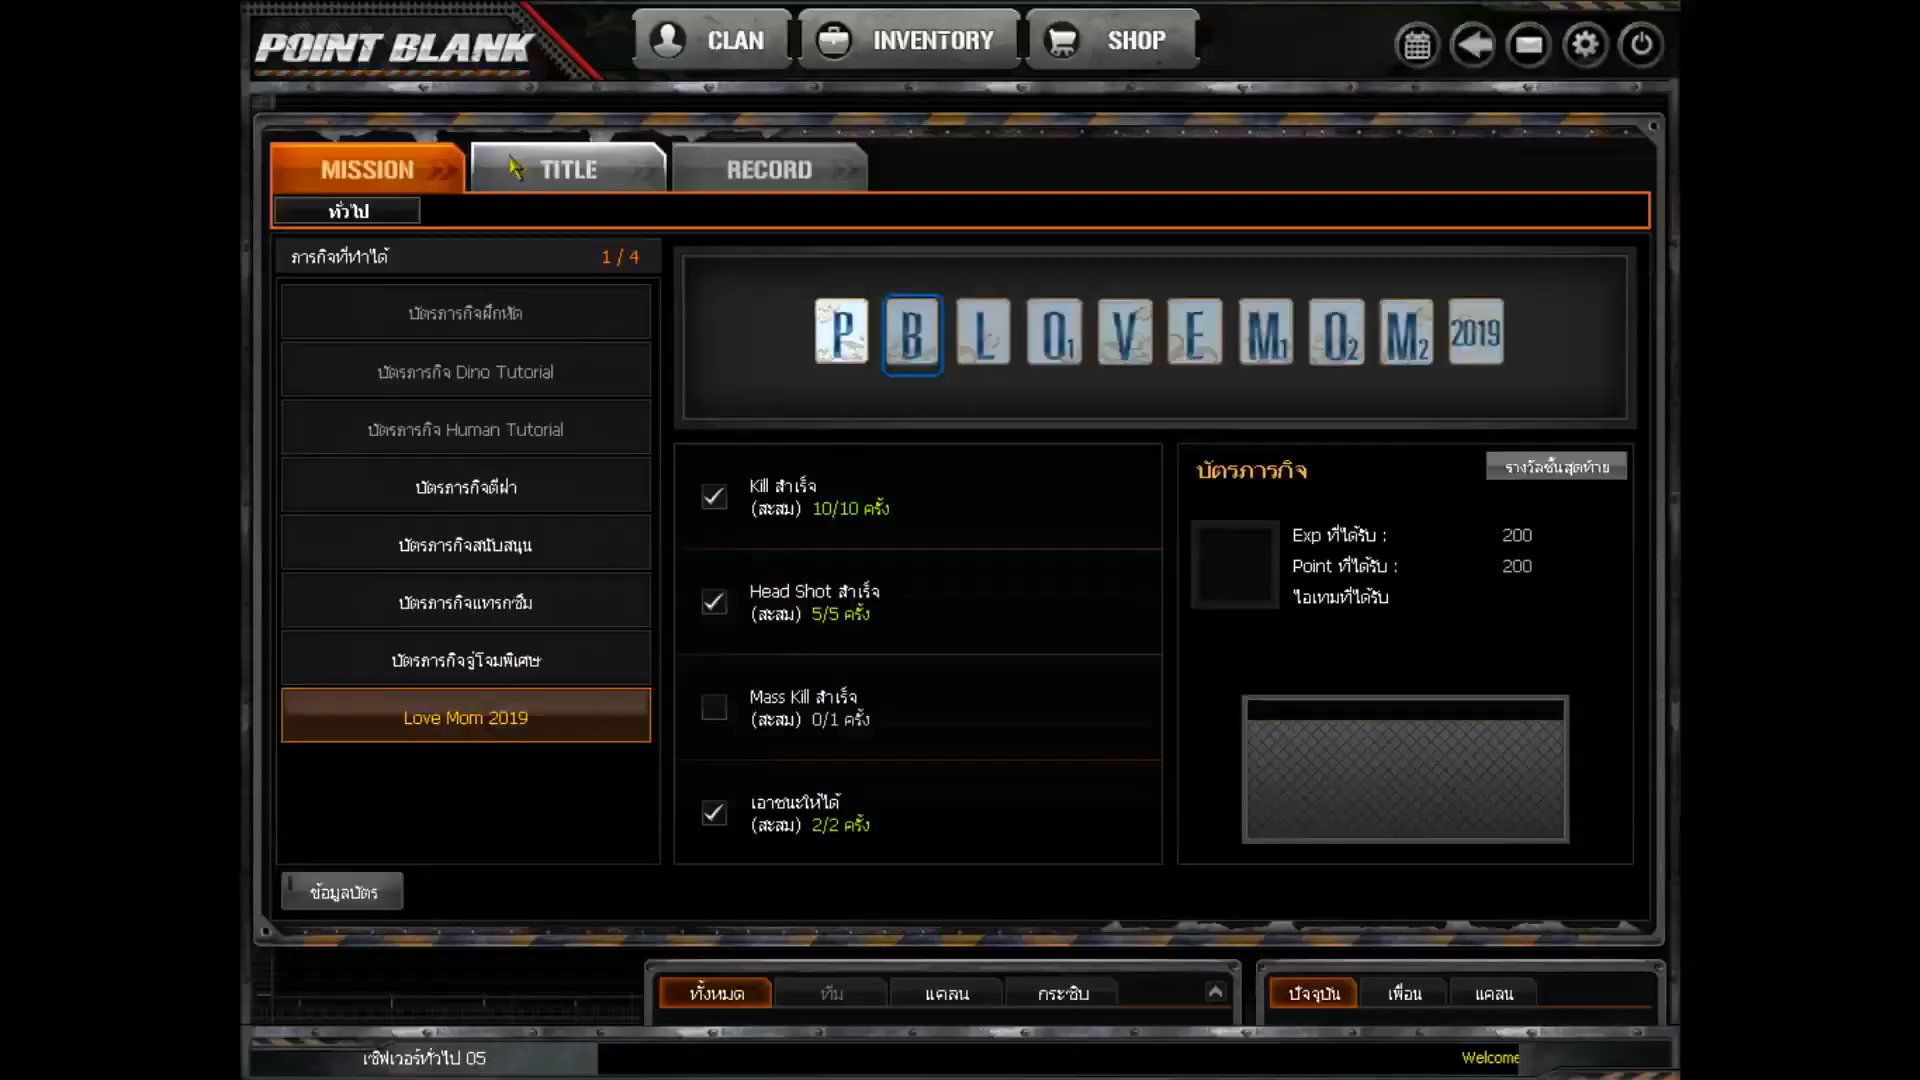 POINT BLANK
CLAN
INVENTORY
SHOP
MISSION
TITLE
RECORD
ทั่วไป
ภารกิจที่ทำได้ 1 / 4
บัตรภารกิจฝึกหัด
บัตรภารกิจ Dino Tutorial
บัตรภารกิจ Human Tutorial
บัตรภารกิจตีฝ่า
บัตรภารกิจสนับสนุน
บัตรภารกิจแทรกซึม
บัตรภารกิจจู่โจมพิเศษ
Love Mom 2019
ข้อมูลบัตร
P B L O1 V E M1 O2 M2 2019
Kill สำเร็จ
(สะสม) 10/10 ครั้ง
Head Shot สำเร็จ
(สะสม) 5/5 ครั้ง
Mass Kill สำเร็จ
(สะสม) 0/1 ครั้ง
เอาชนะให้ได้
(สะสม) 2/2 ครั้ง
บัตรภารกิจ
รางวัลชิ้นสุดท้าย
Exp ที่ได้รับ : 200
Point ที่ได้รับ : 200
ไอเทมที่ได้รับ
ทั้งหมด
ทีม
แคลน
กระซิบ
ปัจจุบัน
เพื่อน
แคลน
เซิฟเวอร์ทั่วไป 05
Welcome